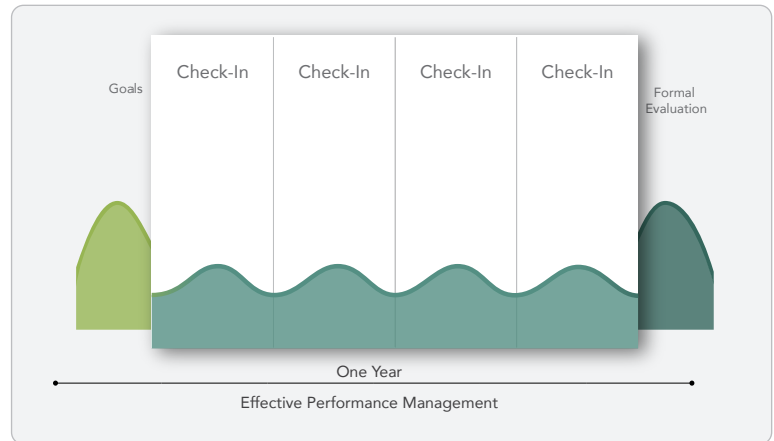 Check-In
Check-In
Check-In
Check-In
Goals
Formal
Evaluation
One Year
Effective Performance Management